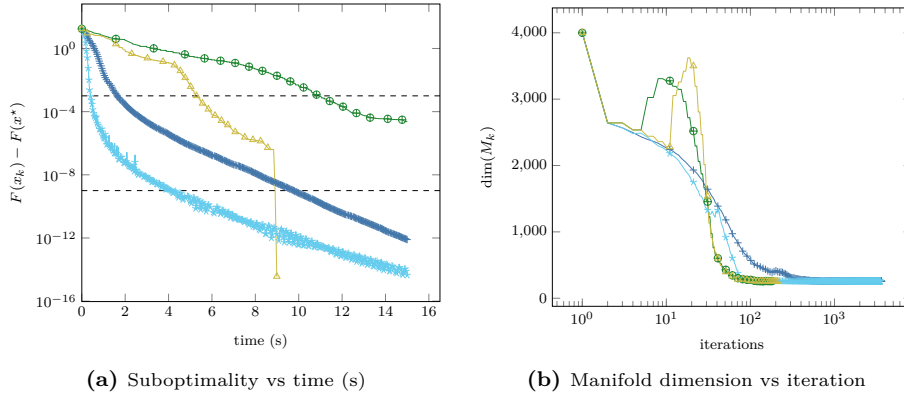 10^0
10^{-4}
10^{-8}
10^{-12}
10^{-16}
F(x_k) − F(x^⋆)
0 2 4 6 8 10 12 14 16
time (s)
(a) Suboptimality vs time (s)
4,000
3,000
2,000
1,000
0
dim(M_k)
10^0 10^1 10^2 10^3
iterations
(b) Manifold dimension vs iteration